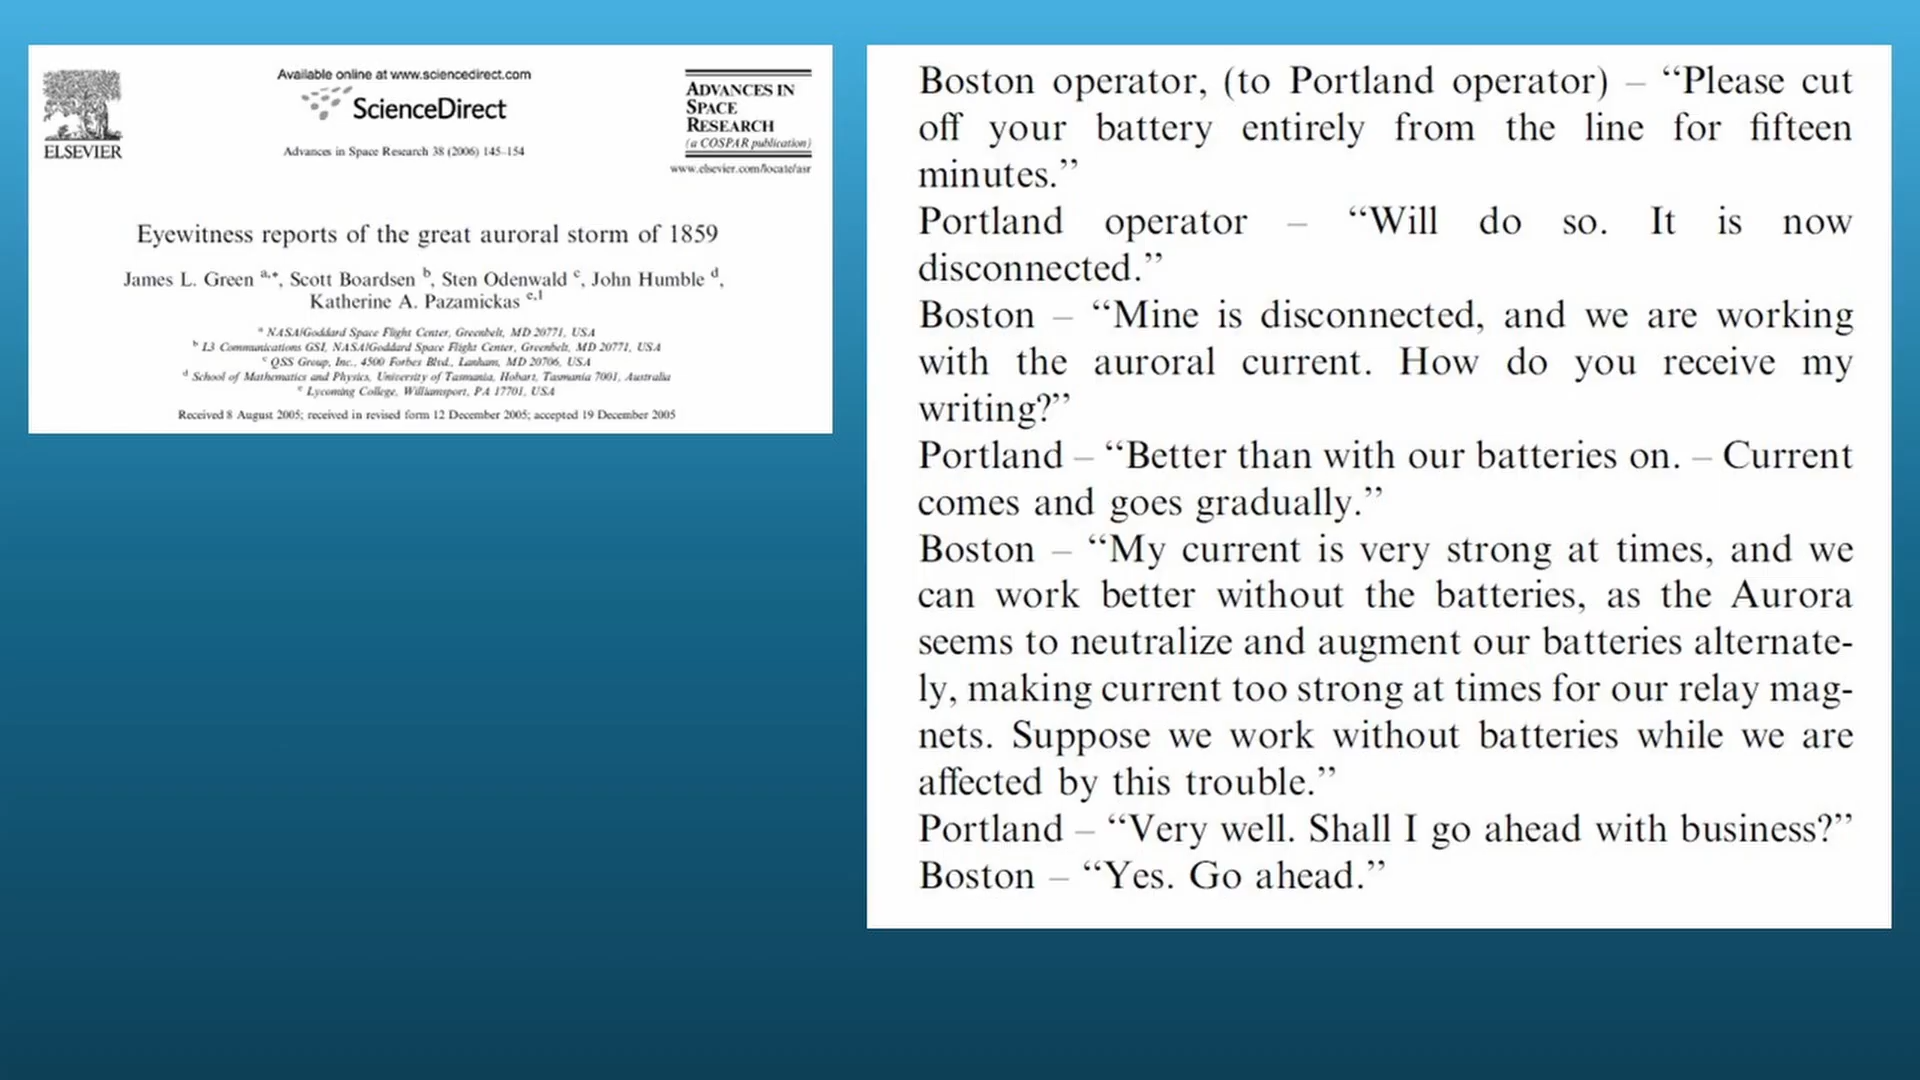 ELSEVIER
Available online at www.sciencedirect.com
ScienceDirect
Advances in Space Research 38 (2006) 145–154
ADVANCES IN
SPACE
RESEARCH
(a COSPAR publication)
www.elsevier.com/locate/asr
Eyewitness reports of the great auroral storm of 1859
James L. Green a,*, Scott Boardsen b, Sten Odenwald c, John Humble d,
Katherine A. Pazamickas e,1
a NASA/Goddard Space Flight Center, Greenbelt, MD 20771, USA
b L3 Communications GSI, NASA/Goddard Space Flight Center, Greenbelt, MD 20771, USA
c QSS Group, Inc., 4500 Forbes Blvd., Lanham, MD 20706, USA
d School of Mathematics and Physics, University of Tasmania, Hobart, Tasmania 7001, Australia
e Lycoming College, Williamsport, PA 17701, USA
Received 8 August 2005; received in revised form 12 December 2005; accepted 19 December 2005
Boston operator, (to Portland operator) – “Please cut
off your battery entirely from the line for fifteen
minutes.”
Portland operator – “Will do so. It is now
disconnected.”
Boston – “Mine is disconnected, and we are working
with the auroral current. How do you receive my
writing?”
Portland – “Better than with our batteries on. – Current
comes and goes gradually.”
Boston – “My current is very strong at times, and we
can work better without the batteries, as the Aurora
seems to neutralize and augment our batteries alternate-
ly, making current too strong at times for our relay mag-
nets. Suppose we work without batteries while we are
affected by this trouble.”
Portland – “Very well. Shall I go ahead with business?”
Boston – “Yes. Go ahead.”